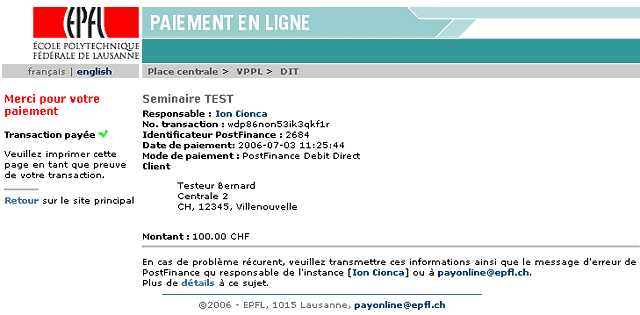 EPFL
ÉCOLE POLYTECHNIQUE
FÉDÉRALE DE LAUSANNE
PAIEMENT EN LIGNE
français | english
Place centrale > VPPL > DIT
Merci pour votre
paiement
Transaction payée
Veuillez imprimer cette
page en tant que preuve
de votre transaction.
Retour sur le site principal
Seminaire TEST
Responsable : Ion Cionca
No. transaction : wdp86non53ik3qkf1r
Identificateur PostFinance : 2684
Date de paiement: 2006-07-03 11:25:44
Mode de paiement : PostFinance Debit Direct
Client
Testeur Bernard
Centrale 2
CH, 12345, Villenouvelle
Montant : 100.00 CHF
En cas de problème récurent, veuillez transmettre ces informations ainsi que le message d'erreur de
PostFinance qu responsable de l'instance [Ion Cionca] ou à payonline@epfl.ch.
Plus de détails à ce sujet.
©2006 - EPFL, 1015 Lausanne, payonline@epfl.ch